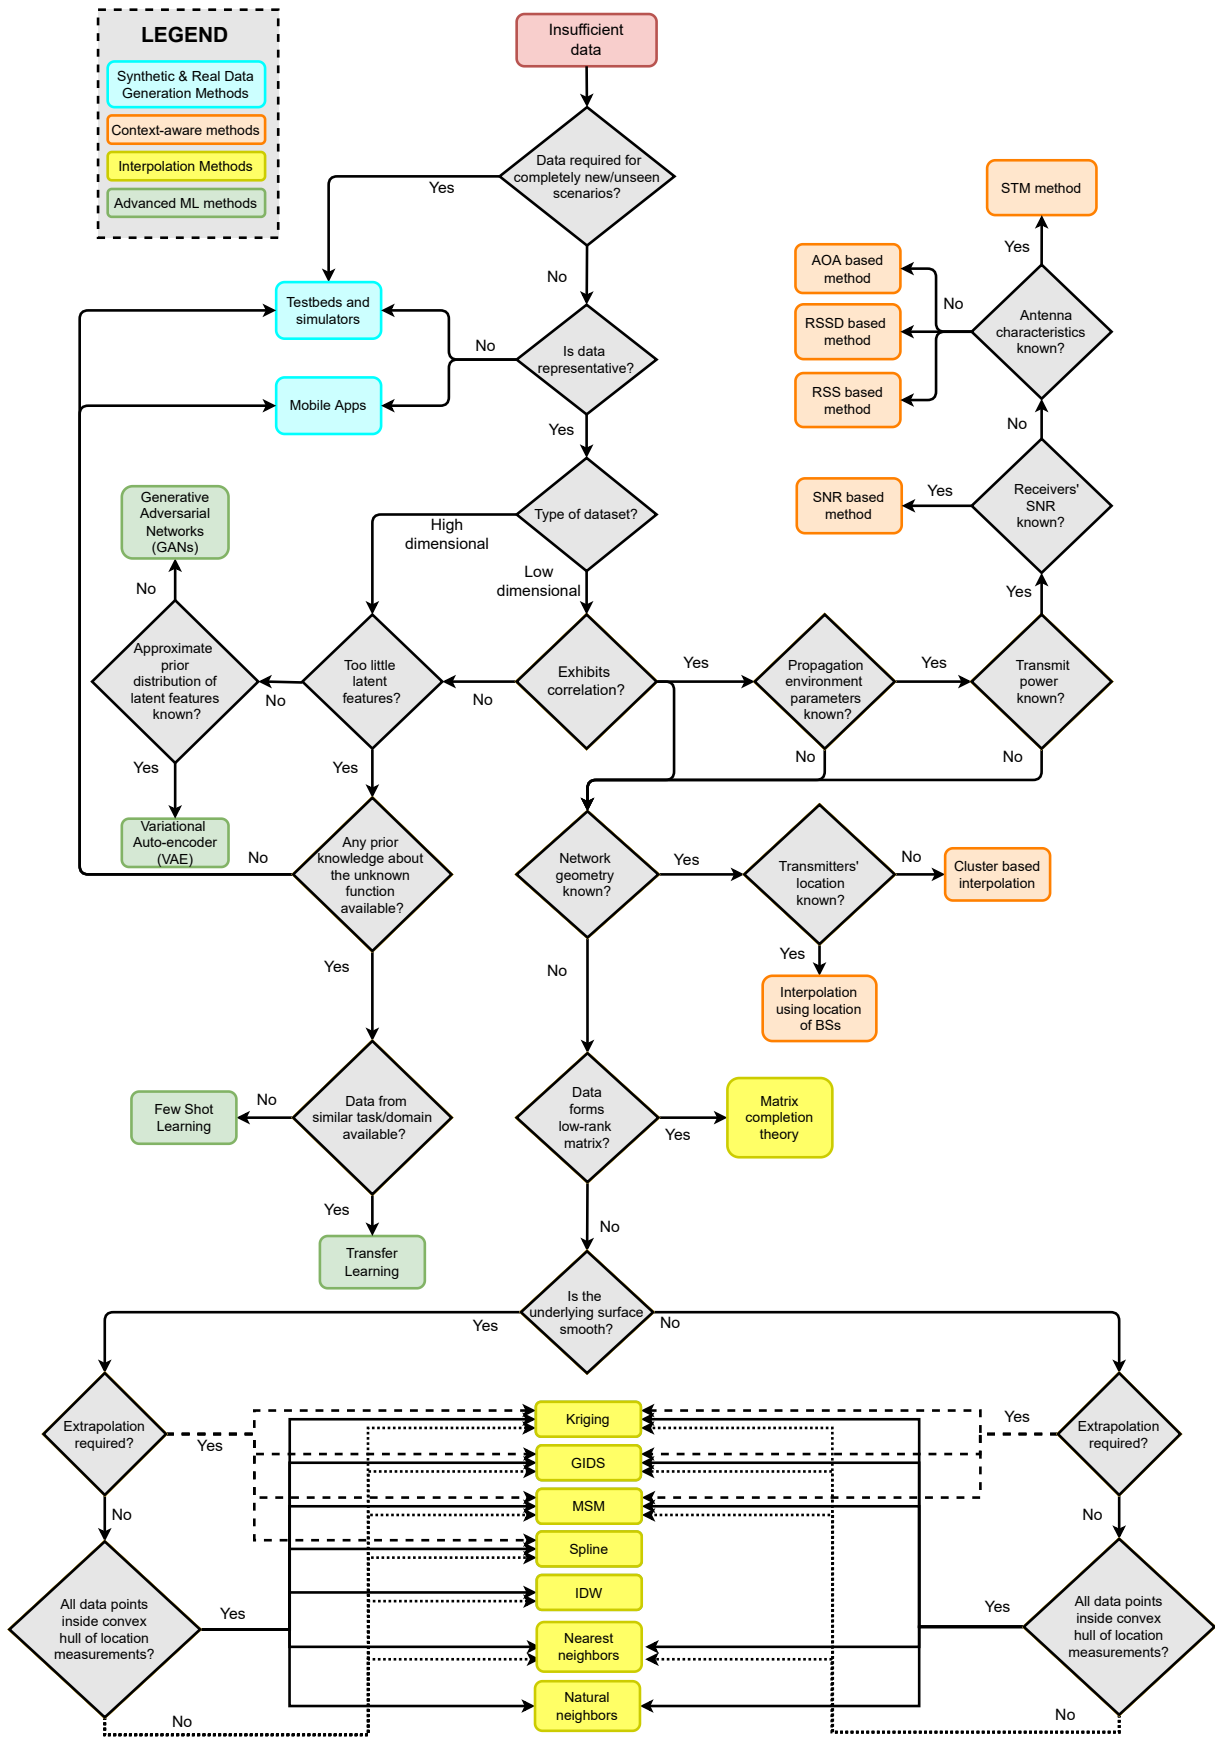 LEGEND
Synthetic & Real Data
Generation Methods
Context-aware methods
Interpolation Methods
Advanced ML methods
Insufficient
data
Data required for
completely new/unseen
scenarios?
Yes
No
Testbeds and
simulators
Mobile Apps
No
Is data
representative?
Yes
Type of dataset?
High
dimensional
Low
dimensional
STM method
Yes
AOA based
method
RSSD based
method
RSS based
method
No
Antenna
characteristics
known?
No
SNR based
method
Yes
Receivers'
SNR
known?
Yes
Generative
Adversarial
Networks
(GANs)
No
Approximate
prior
distribution of
latent features
known?
No
Too little
latent
features?
No
Exhibits
correlation?
Yes
Propagation
environment
parameters
known?
Yes
Transmit
power
known?
No
No
Yes
Variational
Auto-encoder
(VAE)
Yes
No
Any prior
knowledge about
the unknown
function
available?
Network
geometry
known?
Yes
Transmitters'
location
known?
No
Cluster based
interpolation
Yes
Interpolation
using location
of BSs
Yes
No
Few Shot
Learning
No
Data from
similar task/domain
available?
Yes
Transfer
Learning
Data
forms
low-rank
matrix?
Yes
Matrix
completion
theory
No
Is the
underlying surface
smooth?
Yes
No
Extrapolation
required?
Yes
No
Kriging
GIDS
MSM
Spline
IDW
Nearest
neighbors
Natural
neighbors
Yes
Extrapolation
required?
No
All data points
inside convex
hull of location
measurements?
Yes
No
Yes
All data points
inside convex
hull of location
measurements?
No